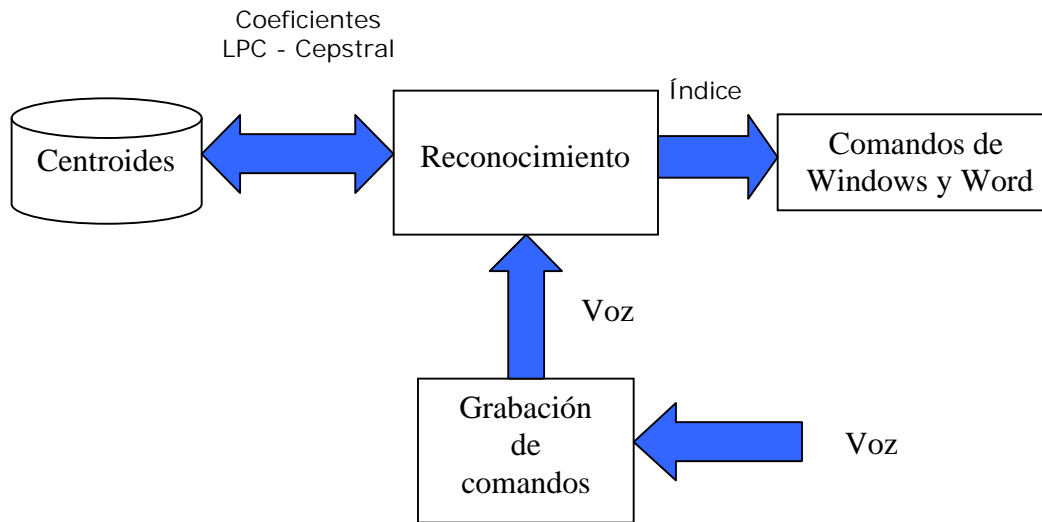 Coeficientes
LPC - Cepstral
Índice
Centroides
Reconocimiento
Comandos de
Windows y Word
Voz
Grabación
de
comandos
Voz